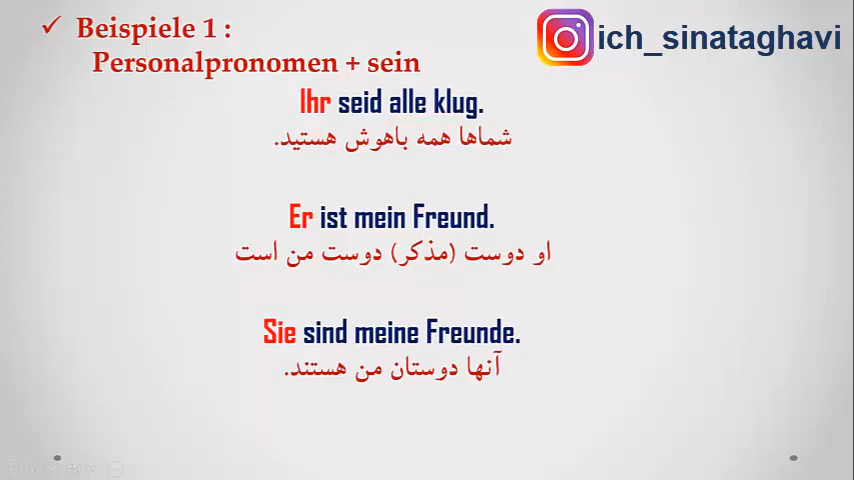 ✓ Beispiele 1 :
Personalpronomen + sein
ich_sinataghavi
Ihr seid alle klug.
شماها همه باهوش هستید.
Er ist mein Freund.
او دوست (مذکر) دوست من است
Sie sind meine Freunde.
آنها دوستان من هستند.